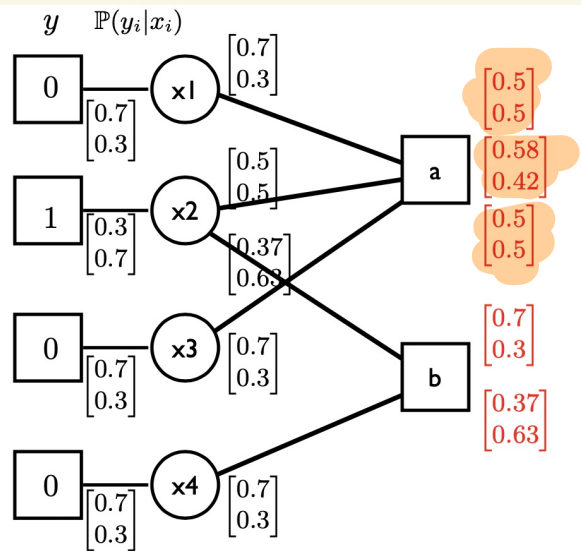 y P(y_i|x_i)
0 [0.7 0.3] x1 [0.7 0.3]
1 [0.3 0.7] x2 [0.5 0.5] [0.37 0.63]
0 [0.7 0.3] x3 [0.7 0.3]
0 [0.7 0.3] x4 [0.7 0.3]
a [0.5 0.5] [0.58 0.42] [0.5 0.5]
b [0.7 0.3] [0.37 0.63]